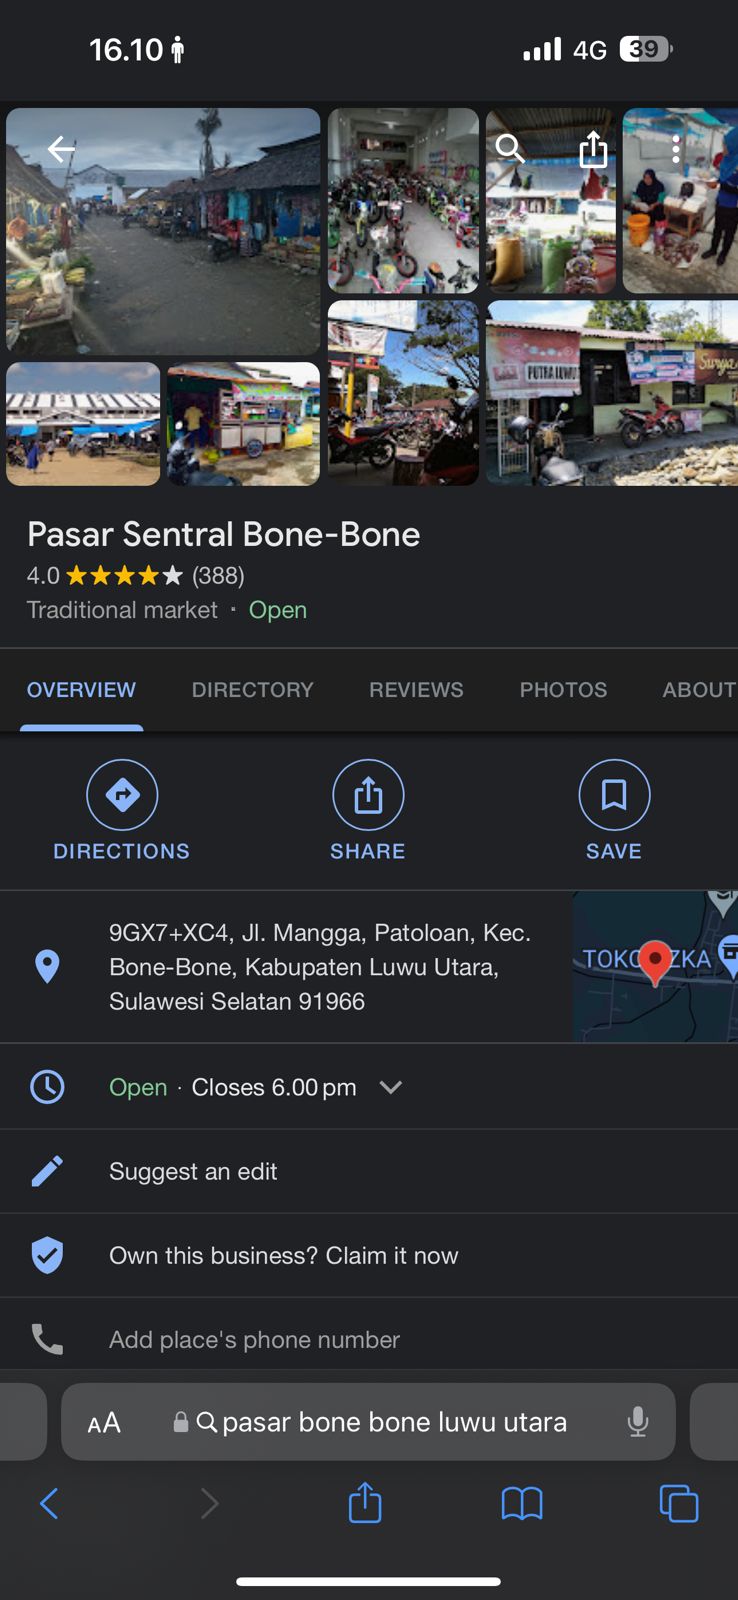 16.10
4G 39
PUTRA LUWU
Surya
Pasar Sentral Bone-Bone
4.0 (388)
Traditional market · Open
OVERVIEW DIRECTORY REVIEWS PHOTOS ABOUT
DIRECTIONS SHARE SAVE
9GX7+XC4, Jl. Mangga, Patoloan, Kec.
Bone-Bone, Kabupaten Luwu Utara,
Sulawesi Selatan 91966
Open · Closes 6.00 pm
Suggest an edit
Own this business? Claim it now
Add place's phone number
AA pasar bone bone luwu utara